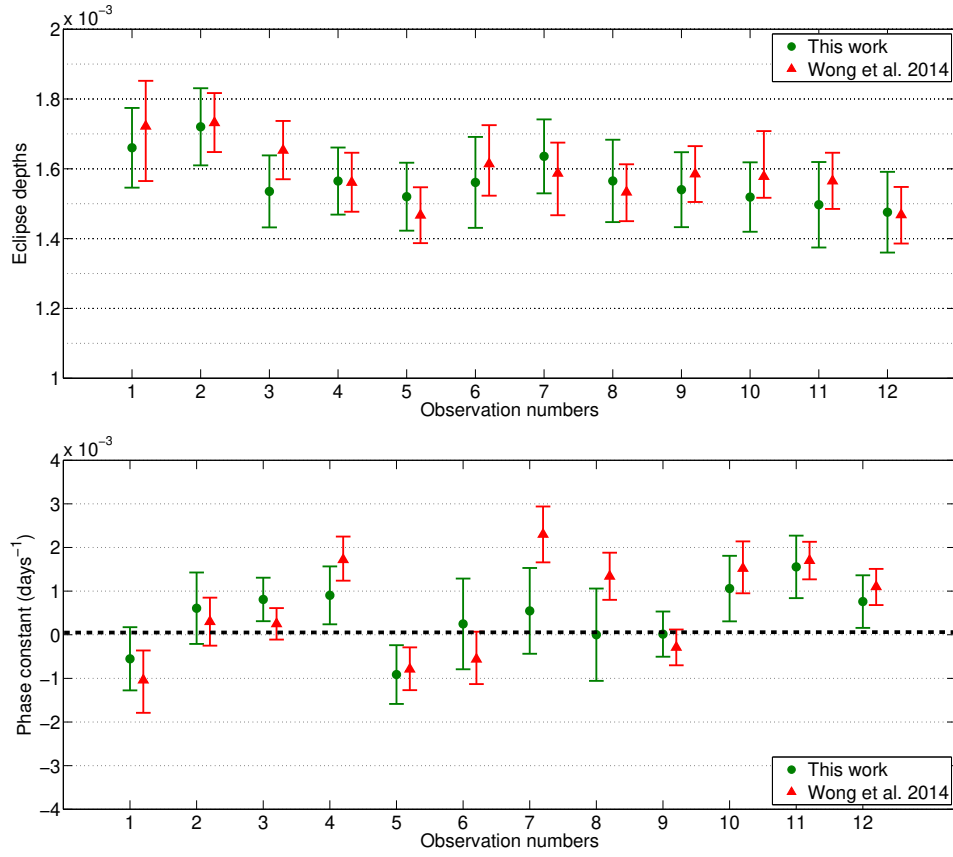 x 10−3
2
This work
Wong et al. 2014
1.8
1.6
1.4
1.2
1
Eclipse depths
1 2 3 4 5 6 7 8 9 10 11 12
Observation numbers
x 10−3
4
3
2
1
0
−1
−2
−3
−4
Phase constant (days−1)
This work
Wong et al. 2014
1 2 3 4 5 6 7 8 9 10 11 12
Observation numbers